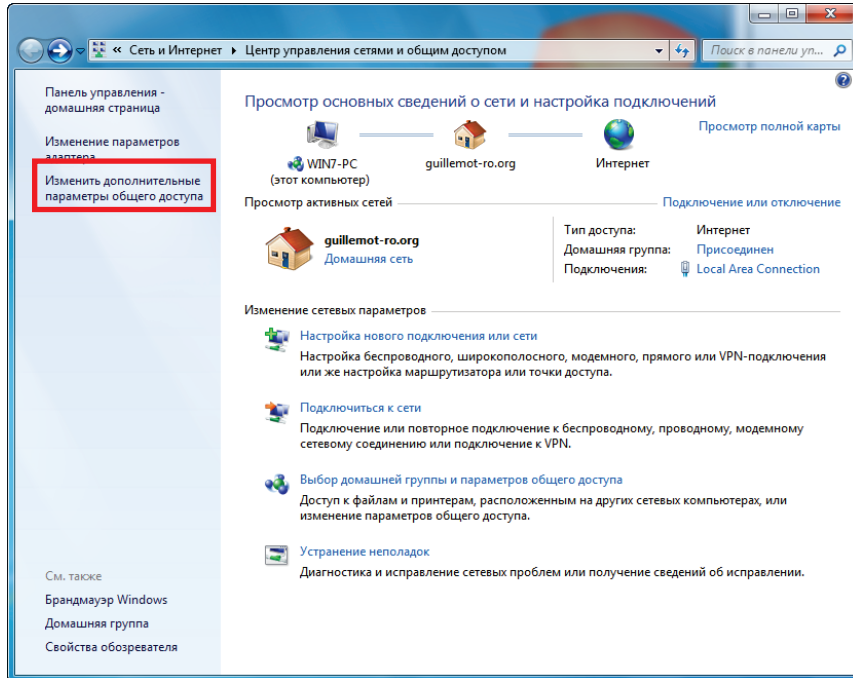 « Сеть и Интернет ▸ Центр управления сетями и общим доступом
Поиск в панели уп...
Панель управления -
домашняя страница
Изменение параметров
адаптера
Изменить дополнительные
параметры общего доступа
См. также
Брандмауэр Windows
Домашняя группа
Свойства обозревателя
Просмотр основных сведений о сети и настройка подключений
Просмотр полной карты
WIN7-PC
(этот компьютер)
guillemot-ro.org
Интернет
Просмотр активных сетей
Подключение или отключение
guillemot-ro.org
Домашняя сеть
Тип доступа: Интернет
Домашняя группа: Присоединен
Подключения: Local Area Connection
Изменение сетевых параметров
Настройка нового подключения или сети
Настройка беспроводного, широкополосного, модемного, прямого или VPN-подключения
или же настройка маршрутизатора или точки доступа.
Подключиться к сети
Подключение или повторное подключение к беспроводному, проводному, модемному
сетевому соединению или подключение к VPN.
Выбор домашней группы и параметров общего доступа
Доступ к файлам и принтерам, расположенным на других сетевых компьютерах, или
изменение параметров общего доступа.
Устранение неполадок
Диагностика и исправление сетевых проблем или получение сведений об исправлении.